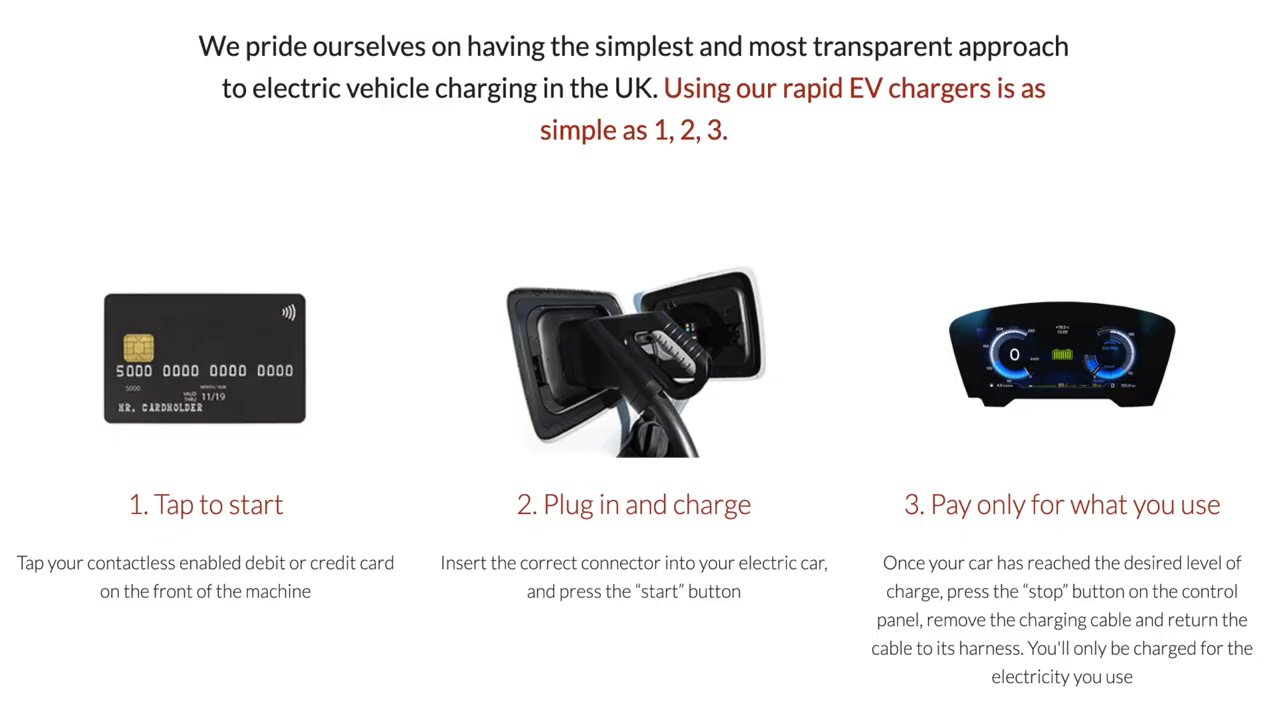 We pride ourselves on having the simplest and most transparent approach
to electric vehicle charging in the UK. Using our rapid EV chargers is as
simple as 1, 2, 3.
5000 0000 0000 0000
5000
MONTH/YEAR
VALID
THRU 11/19
MR. CARDHOLDER
0
1. Tap to start
Tap your contactless enabled debit or credit card
on the front of the machine
2. Plug in and charge
Insert the correct connector into your electric car,
and press the “start” button
3. Pay only for what you use
Once your car has reached the desired level of
charge, press the “stop” button on the control
panel, remove the charging cable and return the
cable to its harness. You'll only be charged for the
electricity you use